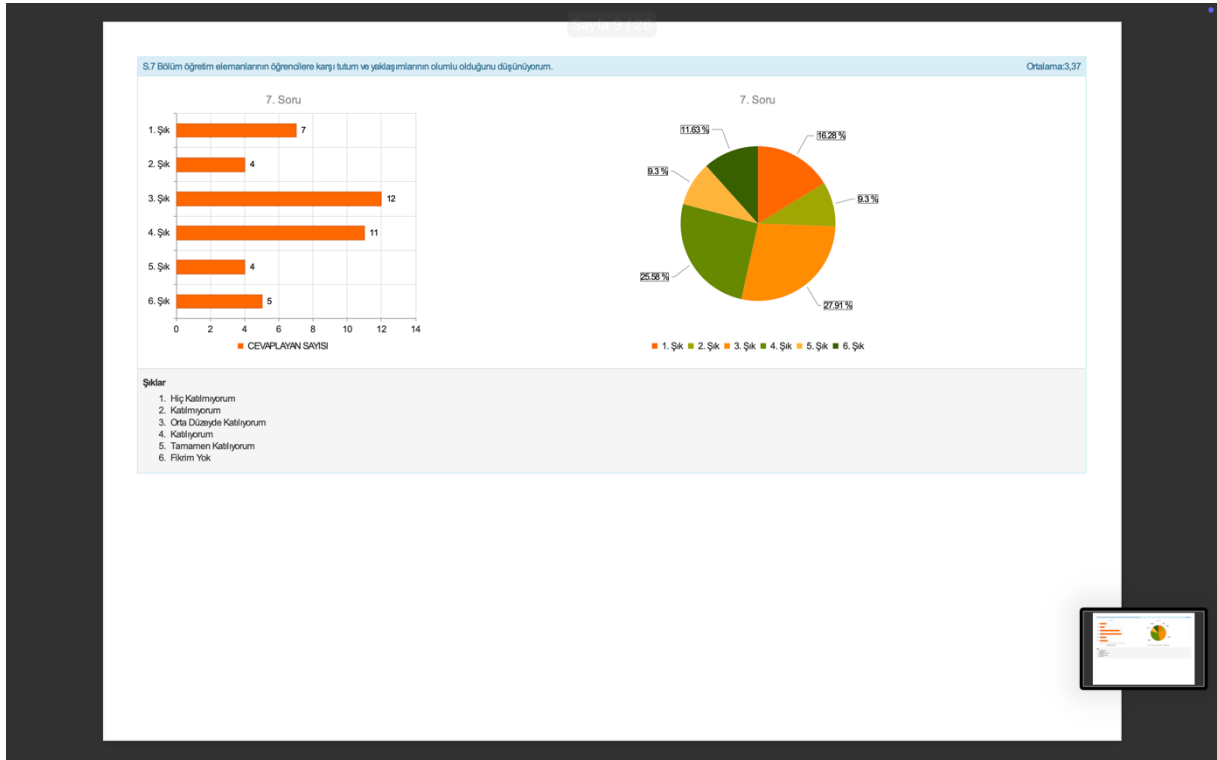 Sayfa 9 / 26
S.7 Bölüm öğretim elemanlarının öğrencilere karşı tutum ve yaklaşımlarının olumlu olduğunu düşünüyorum.
Ortalama:3,37
7. Soru
1. Şık
7
2. Şık
4
3. Şık
12
4. Şık
11
5. Şık
4
6. Şık
5
0 2 4 6 8 10 12 14
CEVAPLAYAN SAYISI
7. Soru
11.63 %
16.28 %
9.3 %
9.3 %
25.58 %
27.91 %
1. Şık 2. Şık 3. Şık 4. Şık 5. Şık 6. Şık
Şıklar
1. Hiç Katılmıyorum
2. Katılmıyorum
3. Orta Düzeyde Katılıyorum
4. Katılıyorum
5. Tamamen Katılıyorum
6. Fikrim Yok